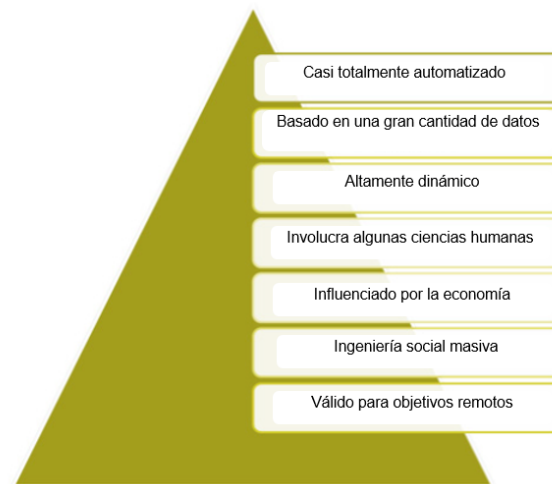 Casi totalmente automatizado
Basado en una gran cantidad de datos
Altamente dinámico
Involucra algunas ciencias humanas
Influenciado por la economía
Ingeniería social masiva
Válido para objetivos remotos